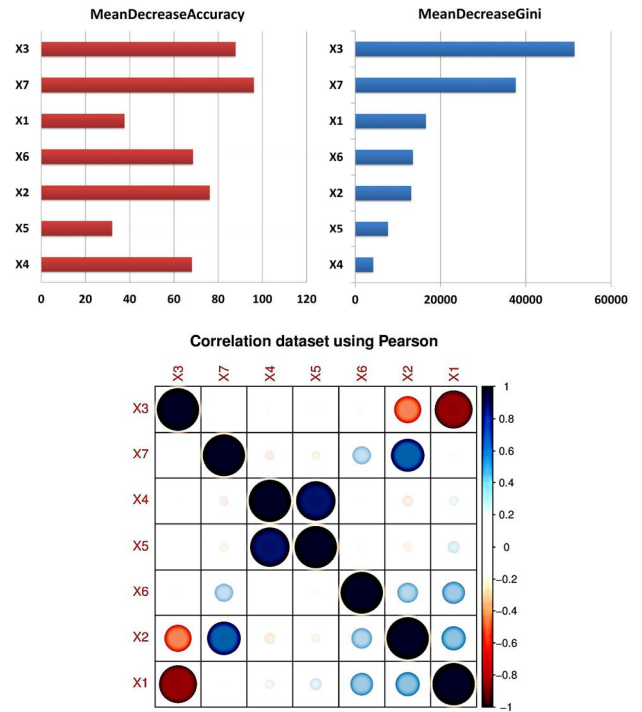 MeanDecreaseAccuracy
X3
X7
X1
X6
X2
X5
X4
0 20 40 60 80 100 120
MeanDecreaseGini
X3
X7
X1
X6
X2
X5
X4
0 20000 40000 60000
Correlation dataset using Pearson
X3 X7 X4 X5 X6 X2 X1
X3
X7
X4
X5
X6
X2
X1
1
0.8
0.6
0.4
0.2
0
−0.2
−0.4
−0.6
−0.8
−1